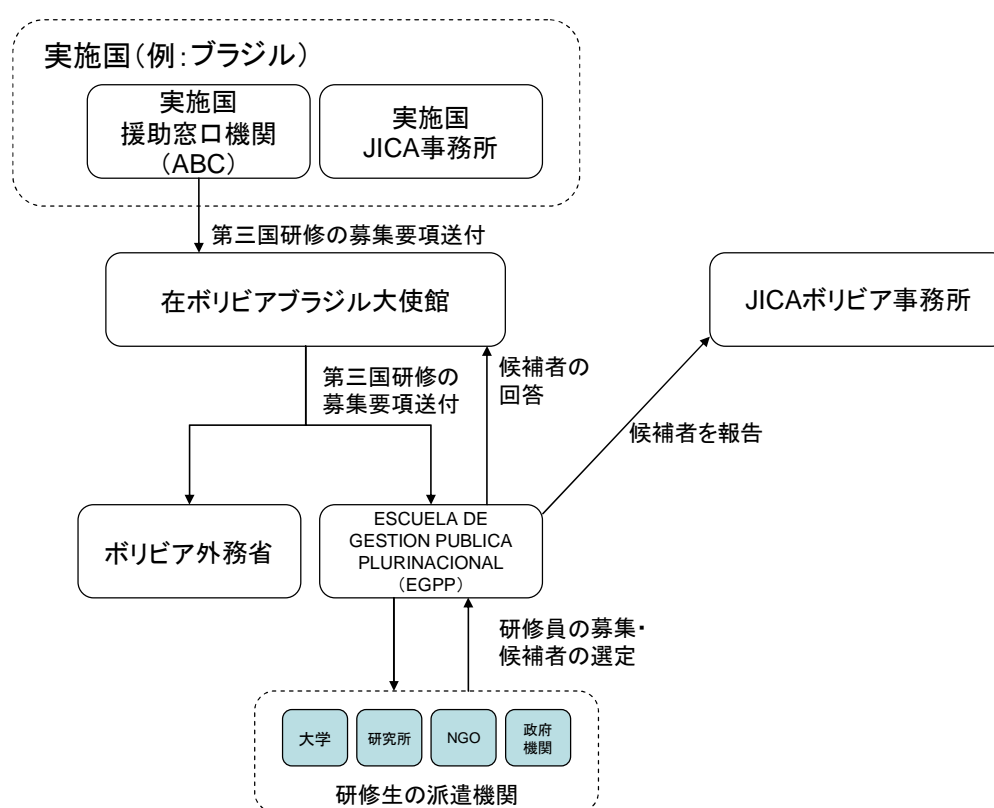 実施国(例:ブラジル)
実施国
援助窓口機関
(ABC)
実施国
JICA事務所
第三国研修の募集要項送付
在ボリビアブラジル大使館
JICAボリビア事務所
第三国研修の
募集要項送付
候補者の
回答
候補者を報告
ボリビア外務省
ESCUELA DE
GESTION PUBLICA
PLURINACIONAL
(EGPP)
研修員の募集・
候補者の選定
大学
研究所
NGO
政府
機関
研修生の派遣機関